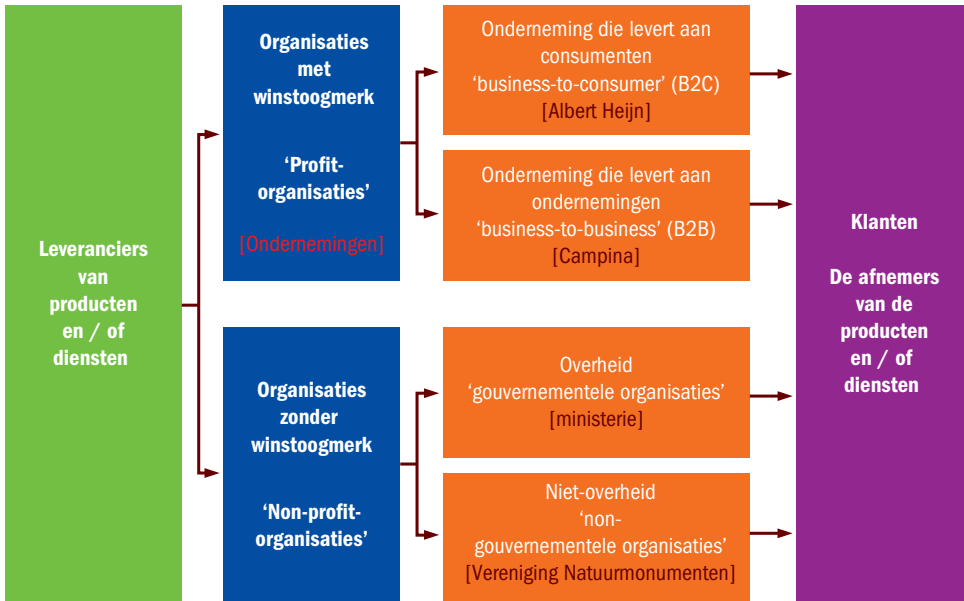 Leveranciers
van
producten
en / of
diensten
Organisaties
met
winstoogmerk
‘Profit-
organisaties’
[Ondernemingen]
Organisaties
zonder
winstoogmerk
‘Non-profit-
organisaties’
Onderneming die levert aan
consumenten
‘business-to-consumer’ (B2C)
[Albert Heijn]
Onderneming die levert aan
ondernemingen
‘business-to-business’ (B2B)
[Campina]
Overheid
‘gouvernementele organisaties’
[ministerie]
Niet-overheid
‘non-
gouvernementele organisaties’
[Vereniging Natuurmonumenten]
Klanten
De afnemers
van de
producten
en / of
diensten